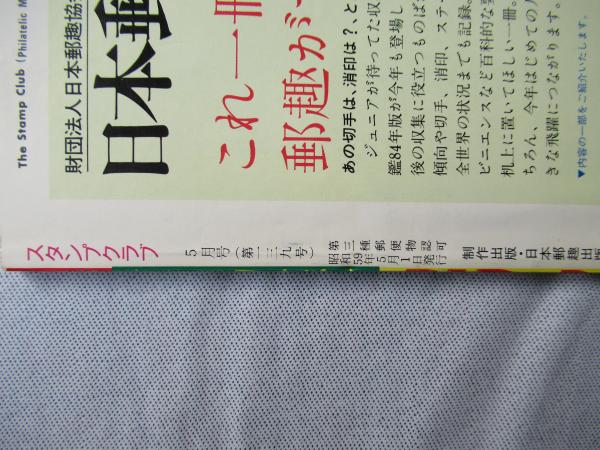 The Stamp Club (Philatelic M
財団法人日本郵趣協
日本郵
これ一冊
郵趣が
あの切手は、消印は？、と
ジュニアが待ってた収
鑑84年版が今年も登場し
後の収集に役立つものば
傾向や切手、消印、ステ
全世界の状況までも記録。
ビニエンスなど百科的な
机上に置いてほしい一冊。
ちろん、今年はじめての
きな飛躍につながります。
▼内容の一部をご紹介いたします。
スタンプクラブ
5月号(第一三九号)
第三種郵便物認可
昭和59年5月1日発行
制作出版・日本郵趣出版